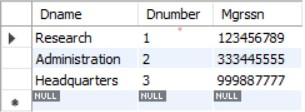 Dname Dnumber Mgrssn
Research 1 123456789
Administration 2 333445555
Headquarters 3 999887777
NULL NULL NULL